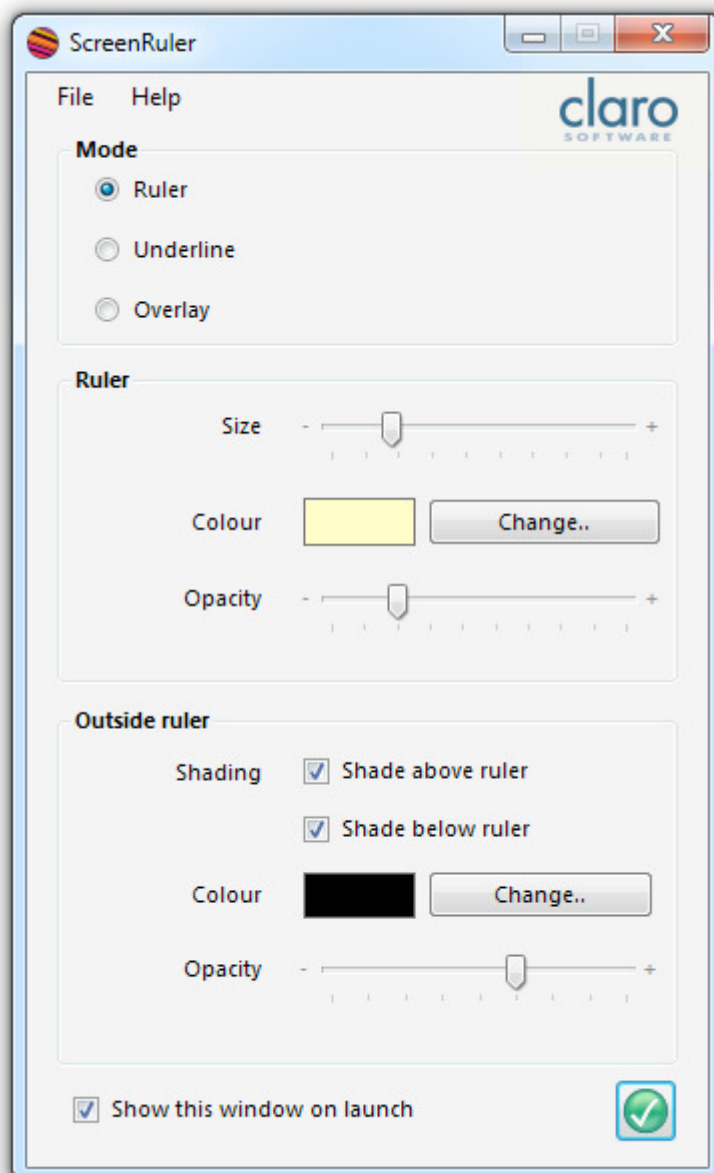 ScreenRuler
File Help
claro
SOFTWARE
Mode
Ruler
Underline
Overlay
Ruler
Size - +
Colour Change..
Opacity - +
Outside ruler
Shading Shade above ruler
Shade below ruler
Colour Change..
Opacity - +
Show this window on launch